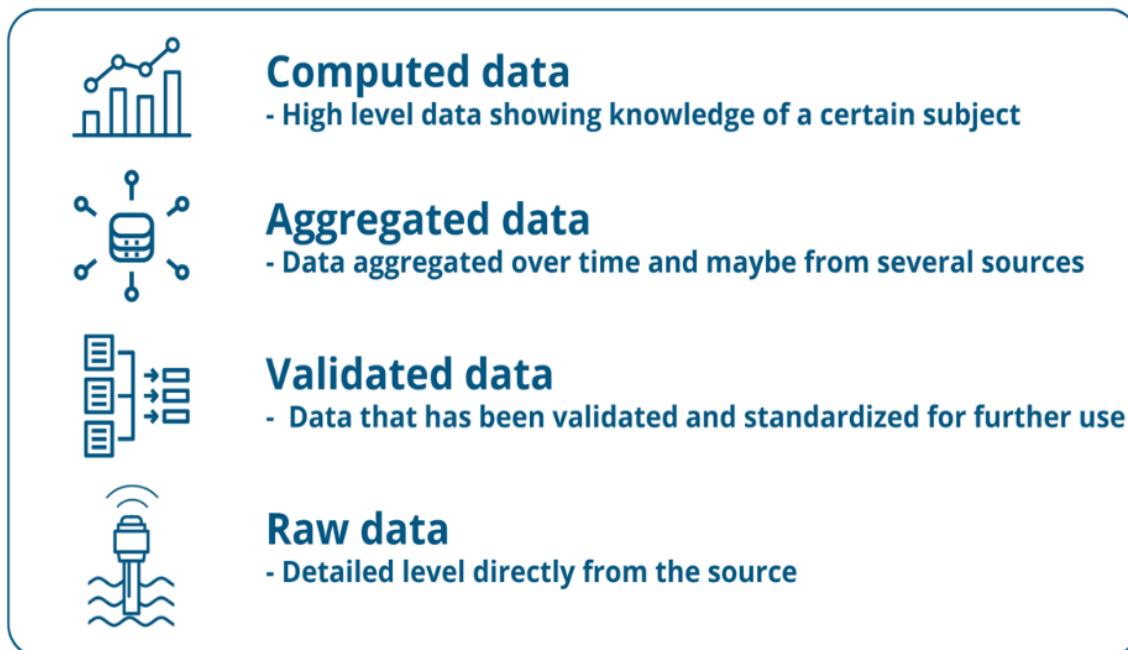 Computed data
- High level data showing knowledge of a certain subject
Aggregated data
- Data aggregated over time and maybe from several sources
Validated data
-  Data that has been validated and standardized for further use
Raw data
- Detailed level directly from the source